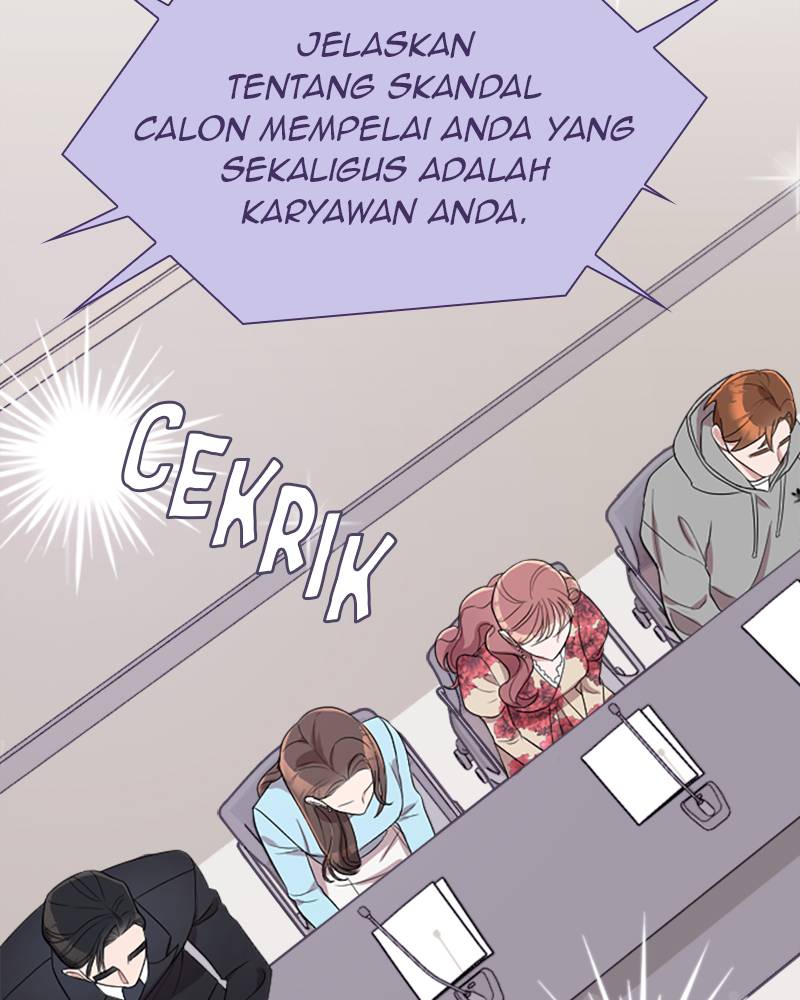 JELASKAN
TENTANG SKANDAL
CALON MEMPELAI ANDA YANG
SEKALIGUS ADALAH
KARYAWAN ANDA.
CEKRIK